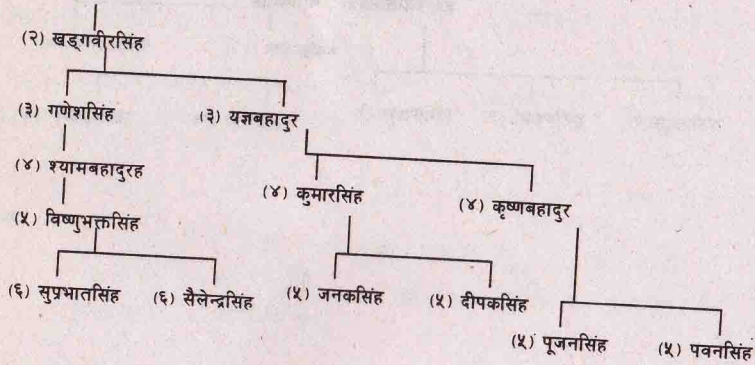 (२) खड्गवीरसिंह
(३) गणेशसिंह (३) यज्ञबहादुर
(४) श्यामबहादुरह
(४) कुमारसिंह (४) कृष्णबहादुर
(५) विष्णुभक्तसिंह
(६) सुप्रभातसिंह (६) सैलेन्द्रसिंह (५) जनकसिंह (५) दीपकसिंह
(५) पूजनसिंह (५) पवनसिंह